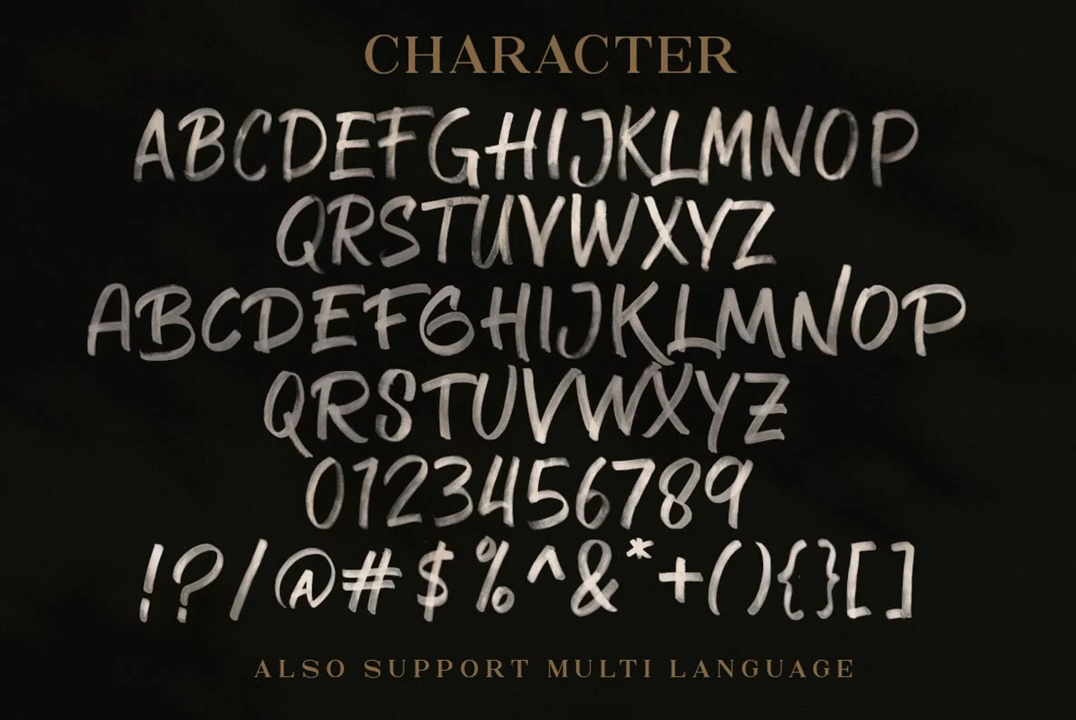 CHARACTER
ABCDEFGHIJKLMNOP
QRSTUVWXYZ
ABCDEFGHIJKLMNOP
QRSTUVWXYZ
0123456789
!?/@#$%^&*+(){}[]
ALSO SUPPORT MULTI LANGUAGE